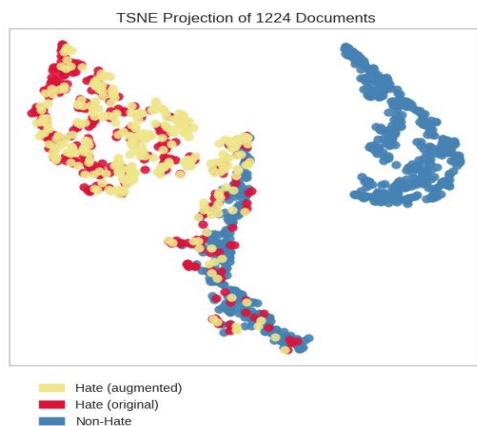 TSNE Projection of 1224 Documents
Hate (augmented)
Hate (original)
Non-Hate